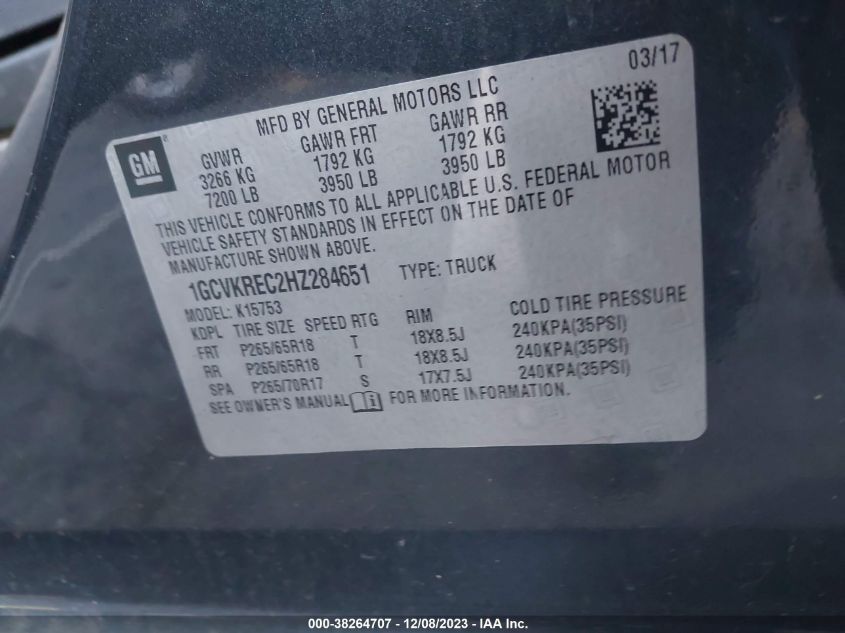 03/17
MFD BY GENERAL MOTORS LLC
GM
GVWR GAWR FRT GAWR RR
3266 KG 1792 KG 1792 KG
7200 LB 3950 LB 3950 LB
THIS VEHICLE CONFORMS TO ALL APPLICABLE U.S. FEDERAL MOTOR
VEHICLE SAFETY STANDARDS IN EFFECT ON THE DATE OF
MANUFACTURE SHOWN ABOVE.
1GCVKREC2HZ284651 TYPE: TRUCK
MODEL: K15753
KDPL TIRE SIZE SPEED RTG RIM COLD TIRE PRESSURE
FRT P265/65R18 T 18X8.5J 240KPA(35PSI)
RR P265/65R18 T 18X8.5J 240KPA(35PSI)
SPA P265/70R17 S 17X7.5J 240KPA(35PSI)
SEE OWNER'S MANUAL i FOR MORE INFORMATION.
000-38264707 - 12/08/2023 - IAA Inc.